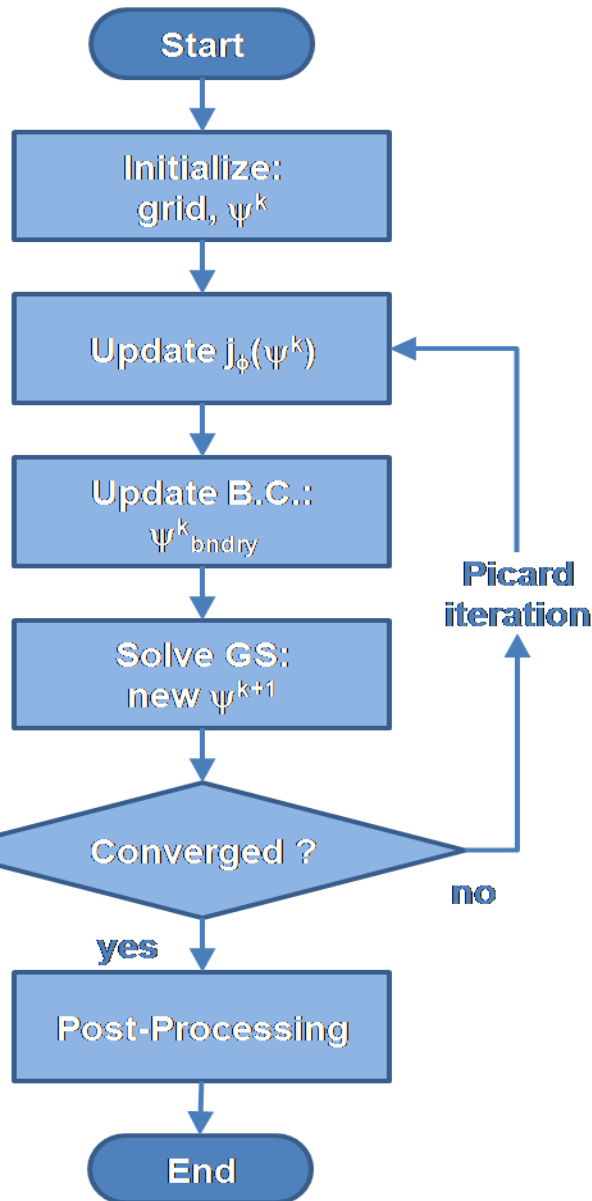 Start
Initialize:
grid, ψᵏ
Update jᵩ(ψᵏ)
Update B.C.:
ψᵏbndry
Picard
iteration
Solve GS:
new ψᵏ⁺¹
Converged ?
no
yes
Post-Processing
End